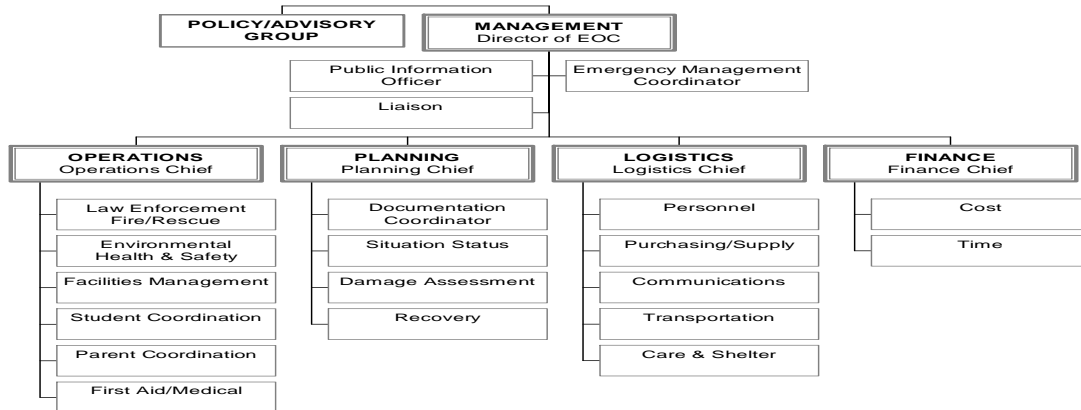 POLICY/ADVISORY
GROUP
MANAGEMENT
Director of EOC
Public Information
Officer
Emergency Management
Coordinator
Liaison
OPERATIONS
Operations Chief
Law Enforcement
Fire/Rescue
Environmental
Health & Safety
Facilities Management
Student Coordination
Parent Coordination
First Aid/Medical
PLANNING
Planning Chief
Documentation
Coordinator
Situation Status
Damage Assessment
Recovery
LOGISTICS
Logistics Chief
Personnel
Purchasing/Supply
Communications
Transportation
Care & Shelter
FINANCE
Finance Chief
Cost
Time